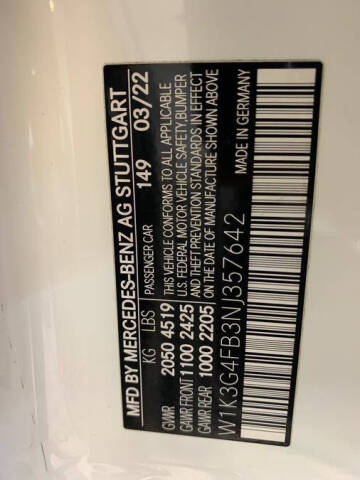 MFD BY MERCEDES-BENZ AG STUTTGART
KG LBS PASSENGER CAR 149 03/22
GVWR 2050 4519 THIS VEHICLE CONFORMS TO ALL APPLICABLE
GAWR FRONT 1100 2425 U.S. FEDERAL MOTOR VEHICLE SAFETY, BUMPER
GAWR REAR 1000 2205 AND THEFT PREVENTION STANDARDS IN EFFECT
ON THE DATE OF MANUFACTURE SHOWN ABOVE
W1K3G4FB3NJ357642 MADE IN GERMANY